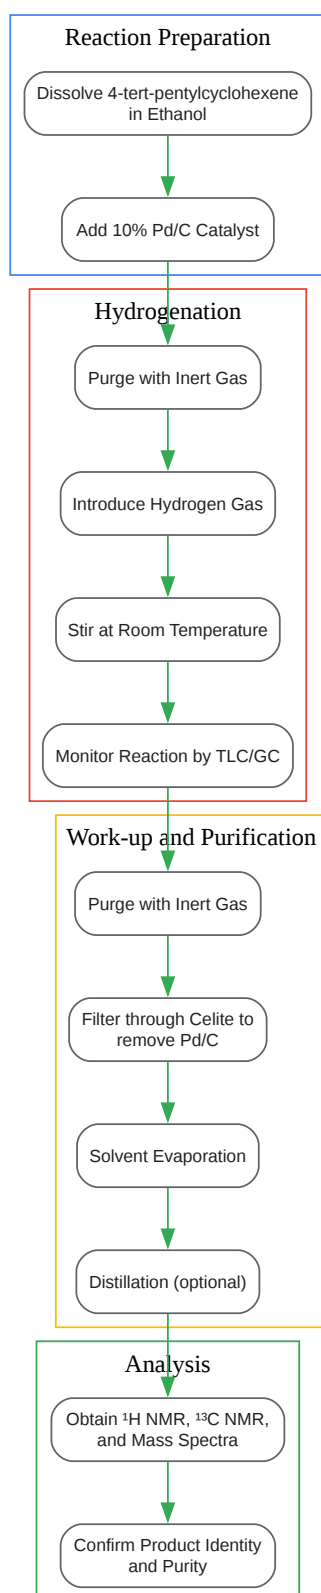 Reaction Preparation
Dissolve 4-tert-pentylcyclohexene
in Ethanol
Add 10% Pd/C Catalyst
Hydrogenation
Purge with Inert Gas
Introduce Hydrogen Gas
Stir at Room Temperature
Monitor Reaction by TLC/GC
Work-up and Purification
Purge with Inert Gas
Filter through Celite to
remove Pd/C
Solvent Evaporation
Distillation (optional)
Analysis
Obtain ¹H NMR, ¹³C NMR,
and Mass Spectra
Confirm Product Identity
and Purity